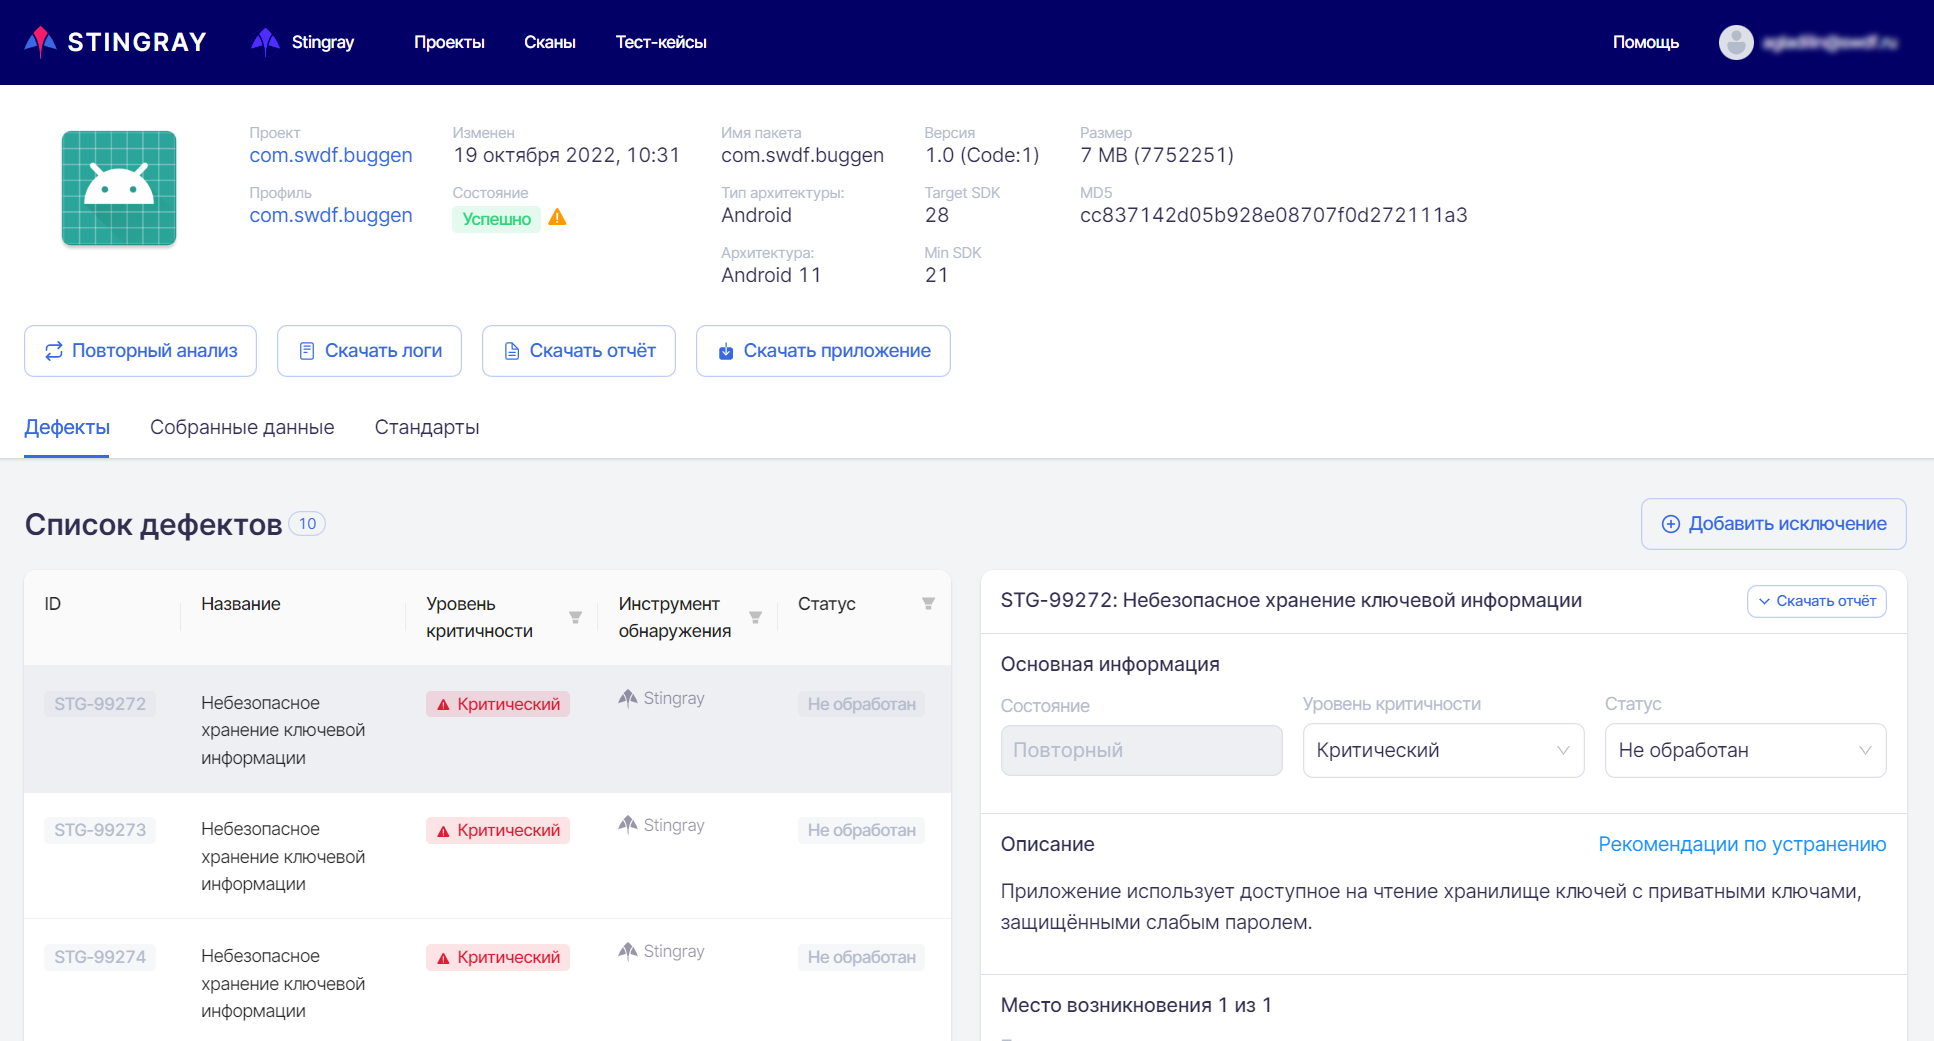 STINGRAY
Stingray
Проекты
Сканы
Тест-кейсы
Помощь
Проект
com.swdf.buggen
Профиль
com.swdf.buggen
Изменен
19 октября 2022, 10:31
Состояние
Успешно
Имя пакета
com.swdf.buggen
Тип архитектуры:
Android
Архитектура:
Android 11
Версия
1.0 (Code:1)
Target SDK
28
Min SDK
21
Размер
7 MB (7752251)
MD5
cc837142d05b928e08707f0d272111a3
Повторный анализ
Скачать логи
Скачать отчёт
Скачать приложение
Дефекты
Собранные данные
Стандарты
Список дефектов 10
Добавить исключение
ID
Название
Уровень
критичности
Инструмент
обнаружения
Статус
STG-99272
Небезопасное
хранение ключевой
информации
Критический
Stingray
Не обработан
STG-99273
Небезопасное
хранение ключевой
информации
Критический
Stingray
Не обработан
STG-99274
Небезопасное
хранение ключевой
информации
Критический
Stingray
Не обработан
STG-99272: Небезопасное хранение ключевой информации
Скачать отчёт
Основная информация
Состояние
Повторный
Уровень критичности
Критический
Статус
Не обработан
Описание
Рекомендации по устранению
Приложение использует доступное на чтение хранилище ключей с приватными ключами,
защищёнными слабым паролем.
Место возникновения 1 из 1